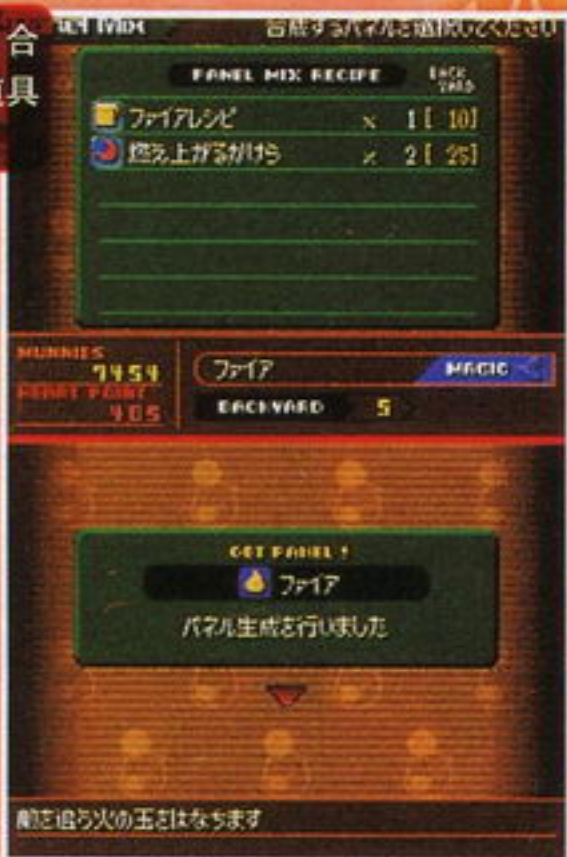 合
具
合成するパネルを選択してください
PANEL MIX RECIPE
BACK YARD
ファイアレシピ × 1 [ 10]
燃え上がるかけら × 2 [ 25]
MUNNIES
7454
HEART POINT
405
ファイア MAGIC
BACKYARD 5
GET PANEL !
ファイア
パネル生成を行いました
敵を追う火の玉をはなちます